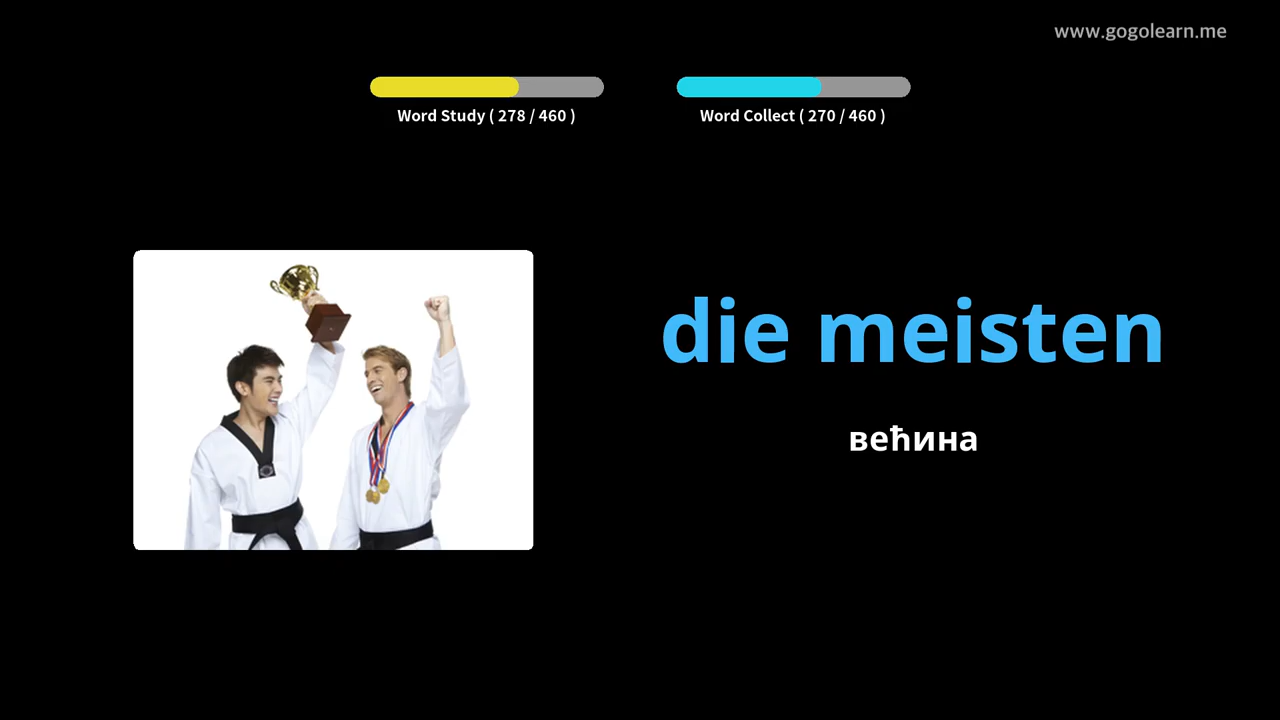 www.gogolearn.me
Word Study ( 278 / 460 )
Word Collect ( 270 / 460 )
die meisten
већина